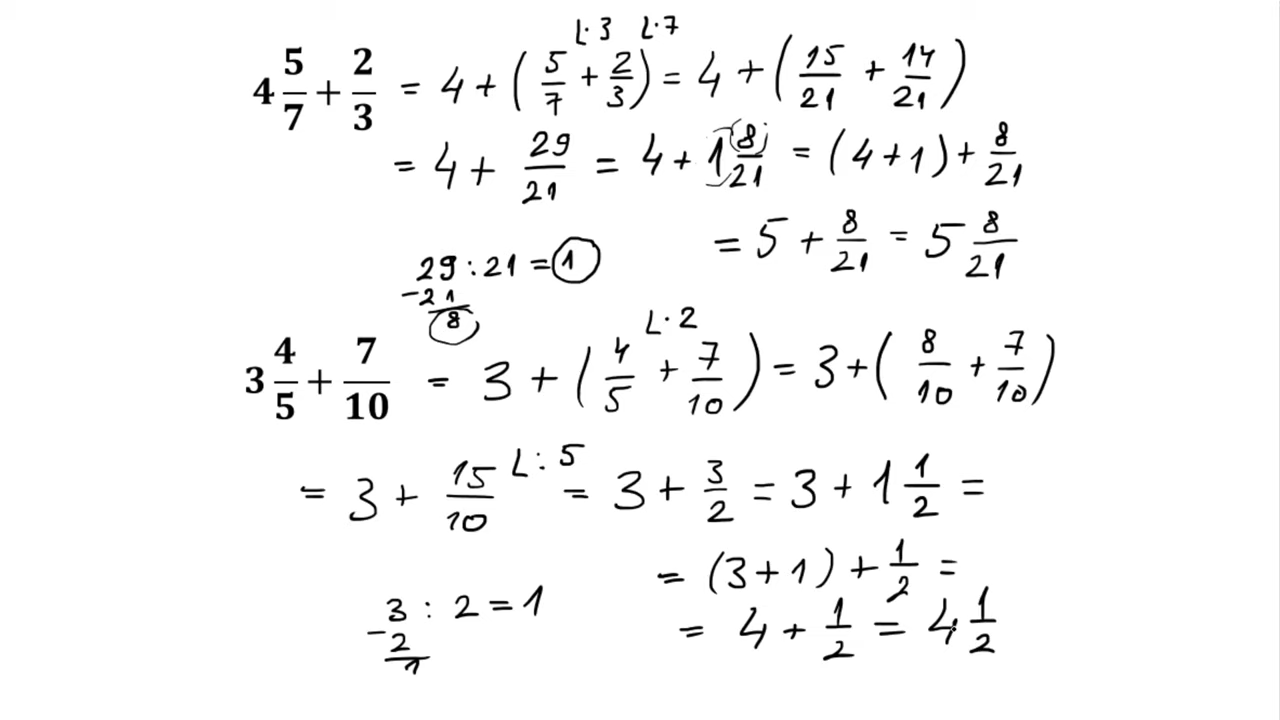 L·3 L·7
4 5/7 + 2/3 = 4 + (5/7 + 2/3) = 4 + (15/21 + 14/21)
= 4 + 29/21 = 4 + 1 8/21 = (4+1) + 8/21
= 5 + 8/21 = 5 8/21
29 : 21 = 1
-21
8
L·2
3 4/5 + 7/10 = 3 + (4/5 + 7/10) = 3 + (8/10 + 7/10)
= 3 + 15/10 L:5 = 3 + 3/2 = 3 + 1 1/2 =
= (3+1) + 1/2 =
3 : 2 = 1
-2
1
= 4 + 1/2 = 4 1/2